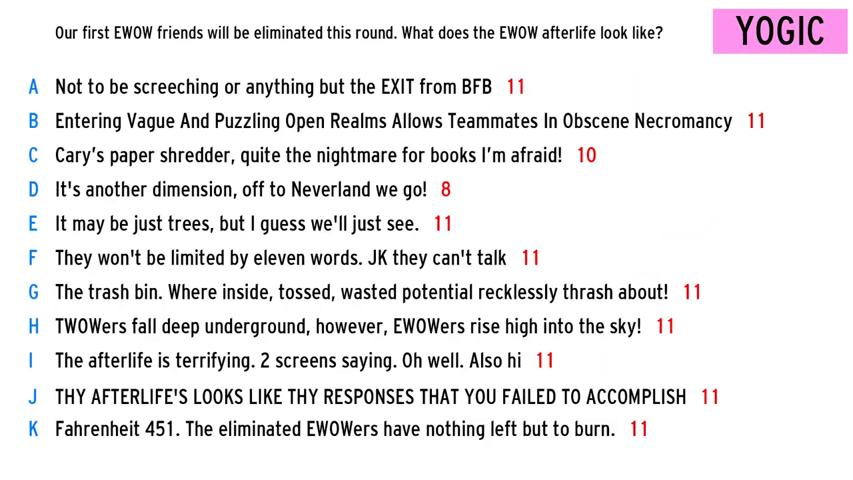 Our first EWOW friends will be eliminated this round. What does the EWOW afterlife look like?
YOGIC
A Not to be screeching or anything but the EXIT from BFB 11
B Entering Vague And Puzzling Open Realms Allows Teammates In Obscene Necromancy 11
C Cary's paper shredder, quite the nightmare for books I'm afraid! 10
D It's another dimension, off to Neverland we go! 8
E It may be just trees, but I guess we'll just see. 11
F They won't be limited by eleven words. JK they can't talk 11
G The trash bin. Where inside, tossed, wasted potential recklessly thrash about! 11
H TWOWers fall deep underground, however, EWOWers rise high into the sky! 11
I The afterlife is terrifying. 2 screens saying. Oh well. Also hi 11
J THY AFTERLIFE'S LOOKS LIKE THY RESPONSES THAT YOU FAILED TO ACCOMPLISH 11
K Fahrenheit 451. The eliminated EWOWers have nothing left but to burn. 11